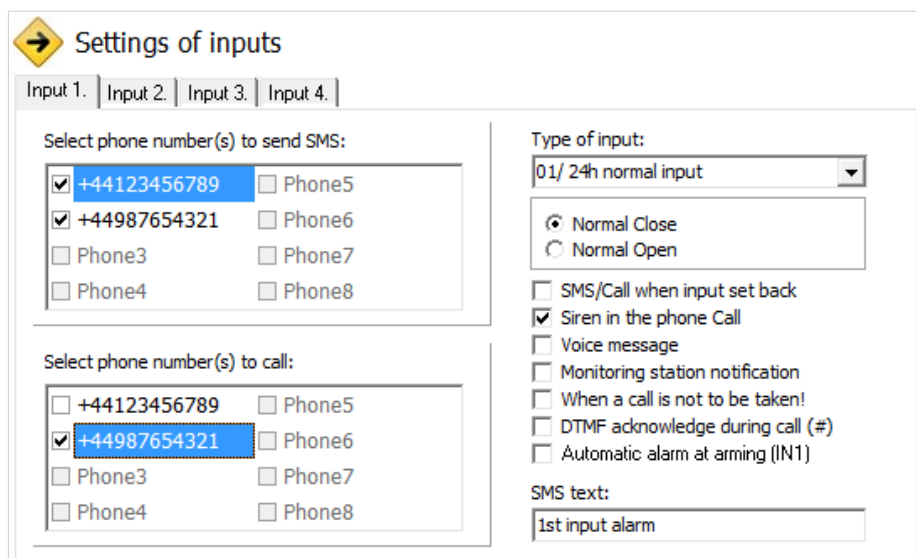 Settings of inputs
Input 1. Input 2. Input 3. Input 4.
Select phone number(s) to send SMS:
+44123456789 Phone5
+44987654321 Phone6
Phone3 Phone7
Phone4 Phone8
Select phone number(s) to call:
+44123456789 Phone5
+44987654321 Phone6
Phone3 Phone7
Phone4 Phone8
Type of input:
01/ 24h normal input
Normal Close
Normal Open
SMS/Call when input set back
Siren in the phone Call
Voice message
Monitoring station notification
When a call is not to be taken!
DTMF acknowledge during call (#)
Automatic alarm at arming (IN1)
SMS text:
1st input alarm